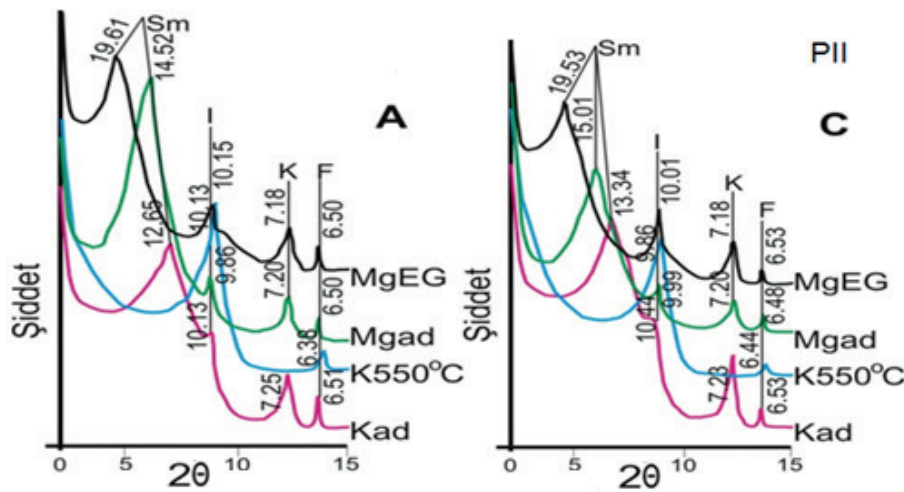 19.61
Sm
14.52
A
I
10.15
10.13
12.65
K
7.18
F
6.50
MgEG
9.86
7.20
6.50
Mgad
10.13
6.38
K550°C
7.25
6.51
Kad
Şiddet
0 5 10 15
2θ
PII
19.53
Sm
15.01
C
I
10.01
13.34
K
7.18
F
6.53
MgEG
9.86
9.99
7.20
6.48
Mgad
10.44
6.44
K550°C
7.23
6.53
Kad
Şiddet
0 5 10 15
2θ